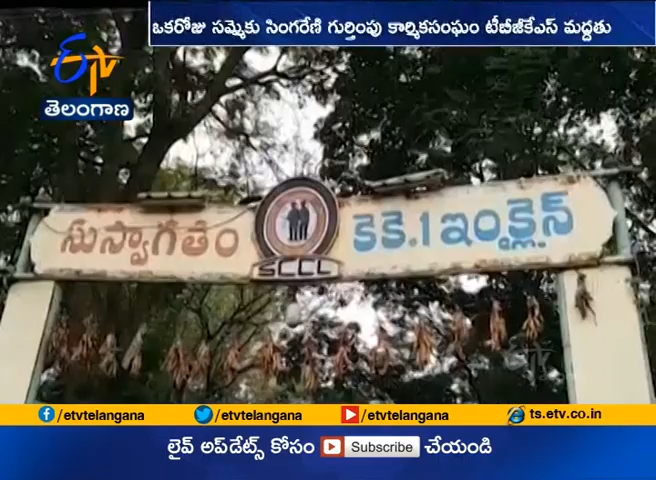 ఒకరోజు సమ్మెకు సింగరేణి గుర్తింపు కార్మికసంఘం టీబీజీకేఎస్ మద్దతు
etv
తెలంగాణ
సుస్వాగతం
SCCL
కెకె.1 ఇంక్లైన్
/etvtelangana /etvtelangana /etvtelangana ts.etv.co.in
లైవ్ అప్‌డేట్స్ కోసం Subscribe చేయండి